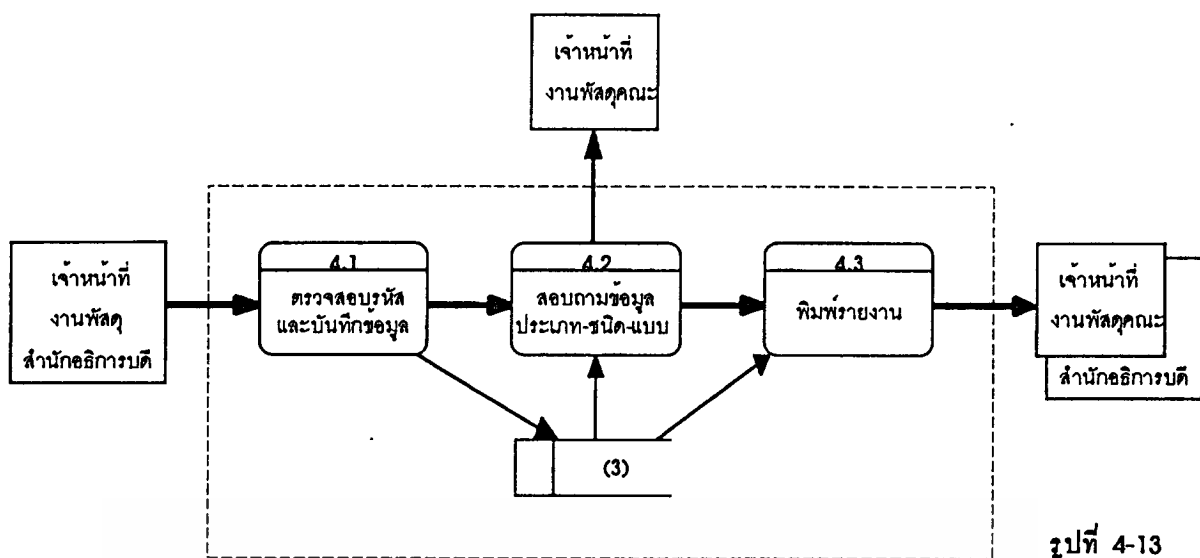 เจ้าหน้าที่
งานพัสดุคณะ
เจ้าหน้าที่
งานพัสดุ
สำนักอธิการบดี
4.1
ตรวจสอบรหัส
และบันทึกข้อมูล
4.2
สอบถามข้อมูล
ประเภท-ชนิด-แบบ
4.3
พิมพ์รายงาน
เจ้าหน้าที่
งานพัสดุคณะ
สำนักอธิการบดี
(3)
รูปที่ 4-13